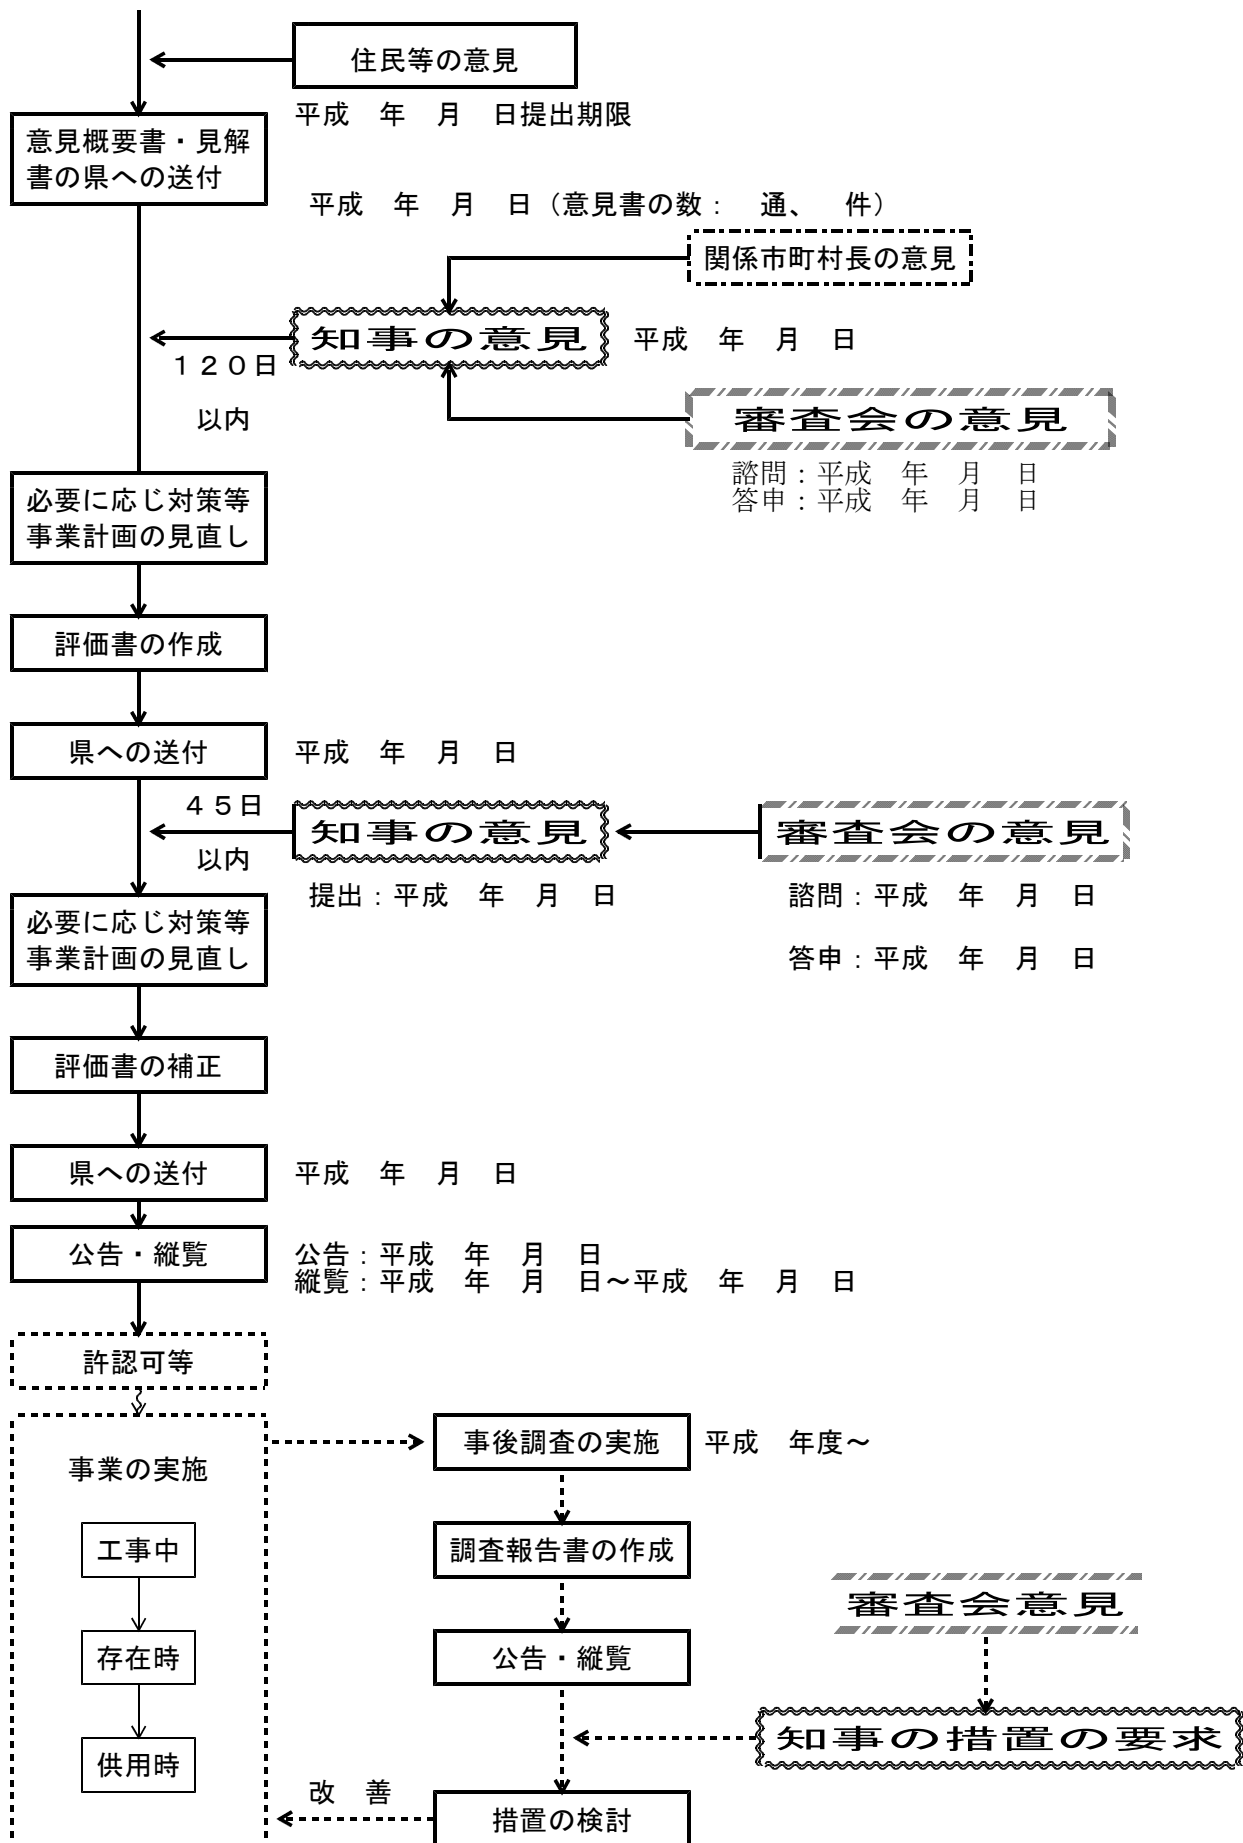 住民等の意見
平成　年　月　日提出期限
意見概要書・見解
書の県への送付
平成　年　月　日（意見書の数：　通、　件）
関係市町村長の意見
知事の意見
平成　年　月　日
１２０日
以内
審査会の意見
諮問：平成　年　月　日
答申：平成　年　月　日
必要に応じ対策等
事業計画の見直し
評価書の作成
県への送付
平成　年　月　日
４５日
以内
知事の意見
審査会の意見
提出：平成　年　月　日
諮問：平成　年　月　日
答申：平成　年　月　日
必要に応じ対策等
事業計画の見直し
評価書の補正
県への送付
平成　年　月　日
公告・縦覧
公告：平成　年　月　日
縦覧：平成　年　月　日～平成　年　月　日
許認可等
事業の実施
事後調査の実施
平成　年度～
工事中
調査報告書の作成
審査会意見
存在時
公告・縦覧
知事の措置の要求
供用時
改　善
措置の検討